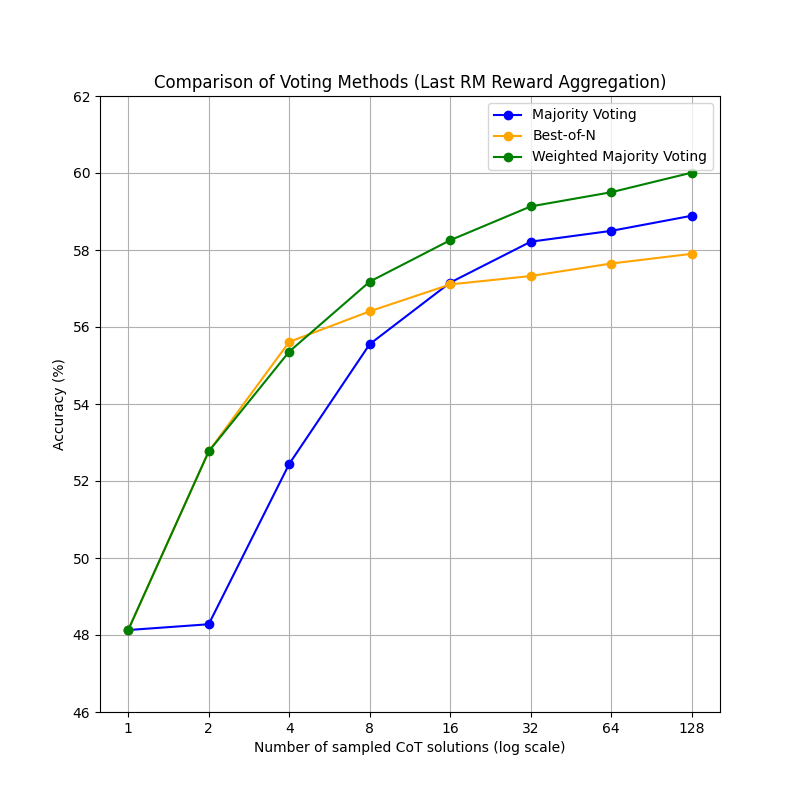 Comparison of Voting Methods (Last RM Reward Aggregation)
Majority Voting
Best-of-N
Weighted Majority Voting
62
60
58
56
54
52
50
48
46
Accuracy (%)
1 2 4 8 16 32 64 128
Number of sampled CoT solutions (log scale)